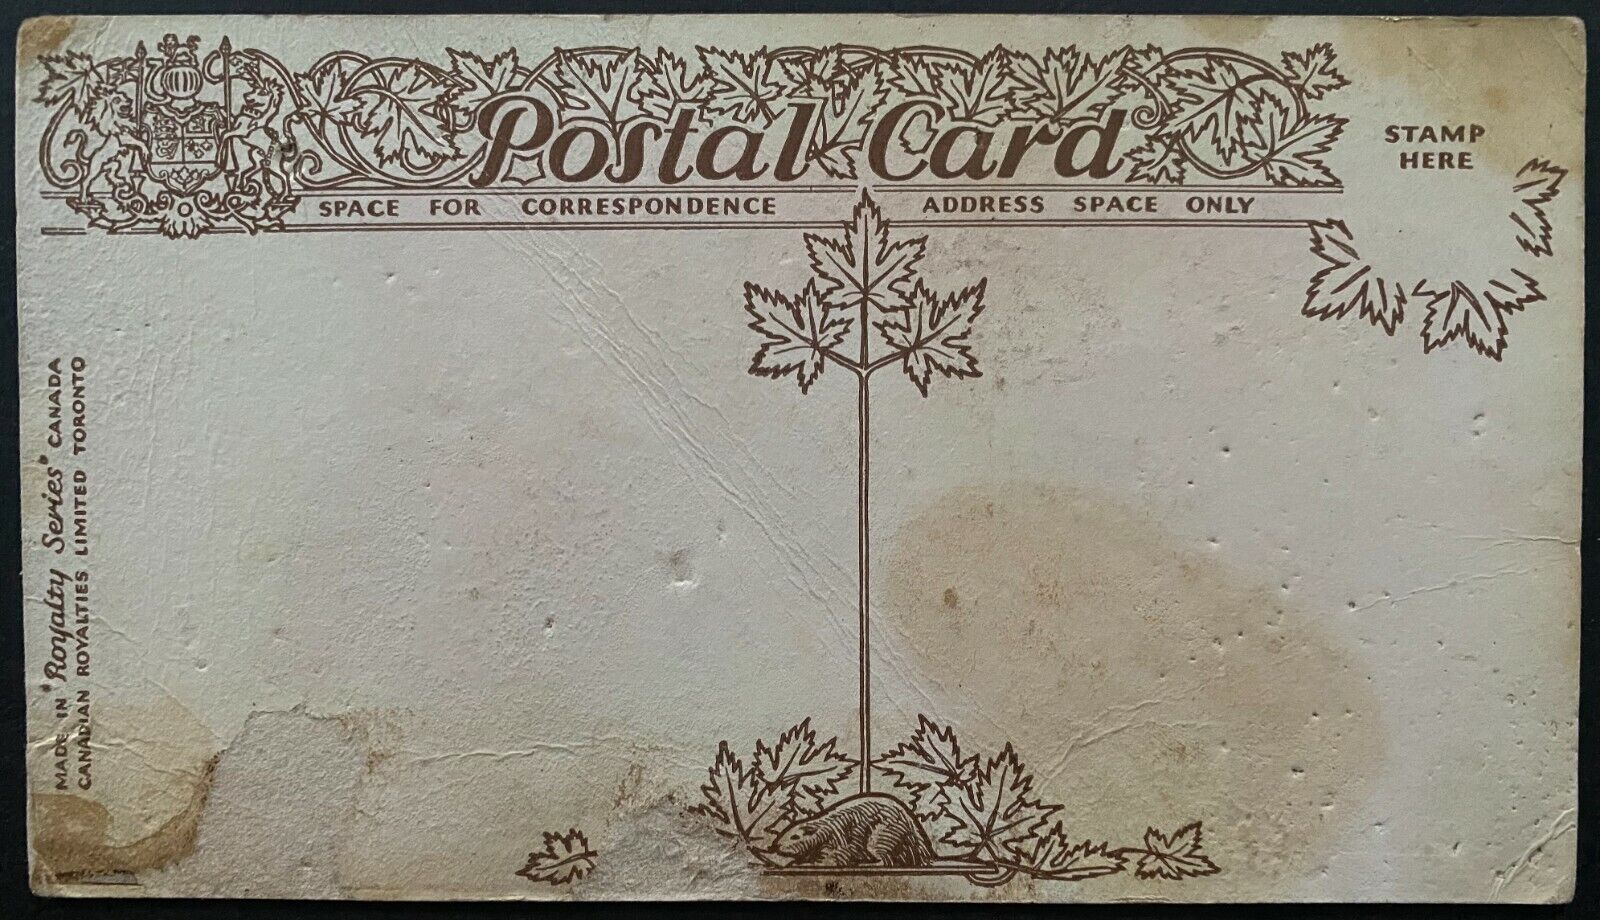 Postal Card
STAMP
HERE
SPACE FOR CORRESPONDENCE
ADDRESS SPACE ONLY
MADE IN "Royalty Series" CANADA
CANADIAN ROYALTIES LIMITED TORONTO